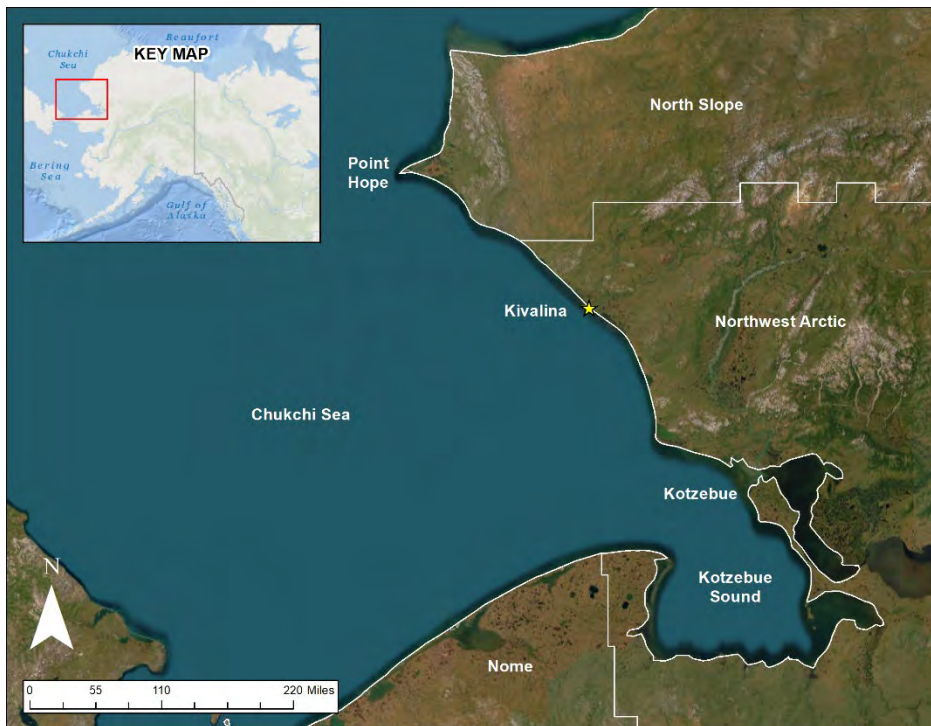 KEY MAP
Beaufort
Chukchi
Sea
Bering
Sea
Gulf of
Alaska
North Slope
Point
Hope
Kivalina
Northwest Arctic
Chukchi Sea
Kotzebue
Kotzebue
Sound
Nome
N
0 55 110 220 Miles